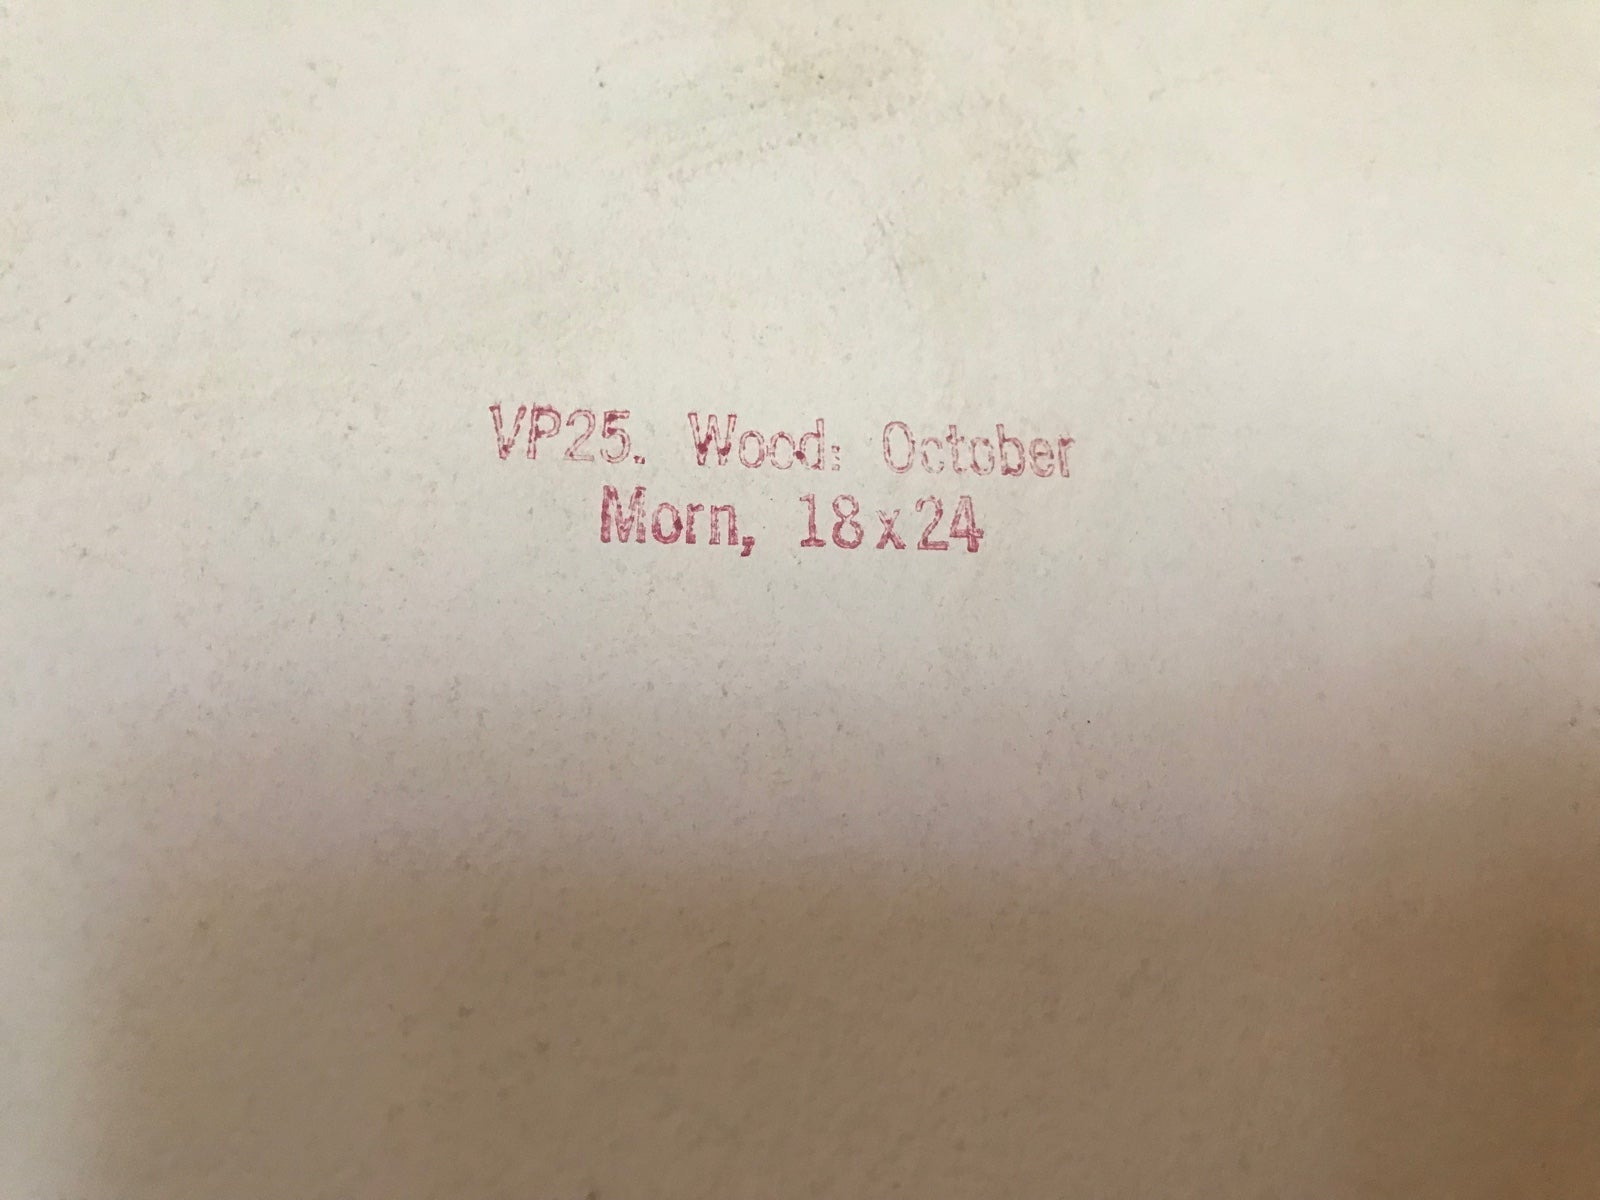 VP25. Wood: October
Morn, 18x24